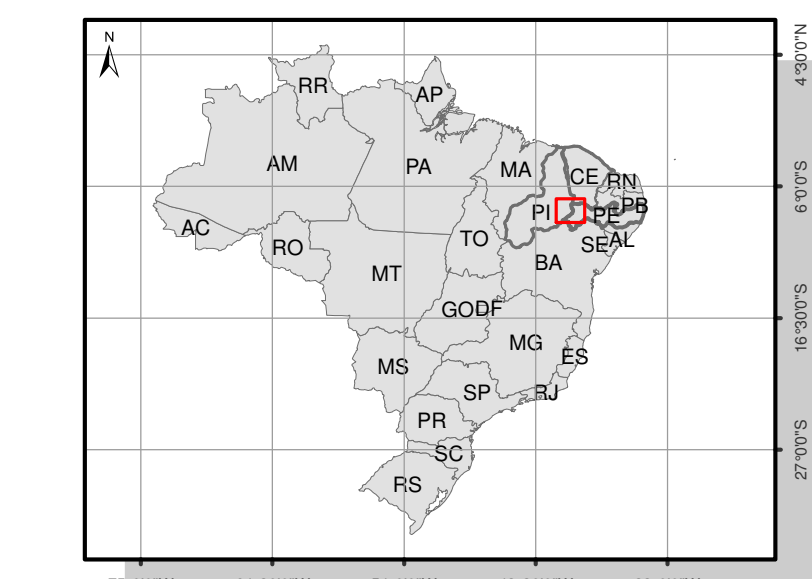 N
4°30'0"N
RR
AP
AM
PA
MA
CE
RN
6°0'0"S
PI
PB
PE
AC
RO
TO
SE
AL
BA
MT
GO
DF
16°30'0"S
MG
ES
MS
SP
RJ
PR
SC
27°0'0"S
RS